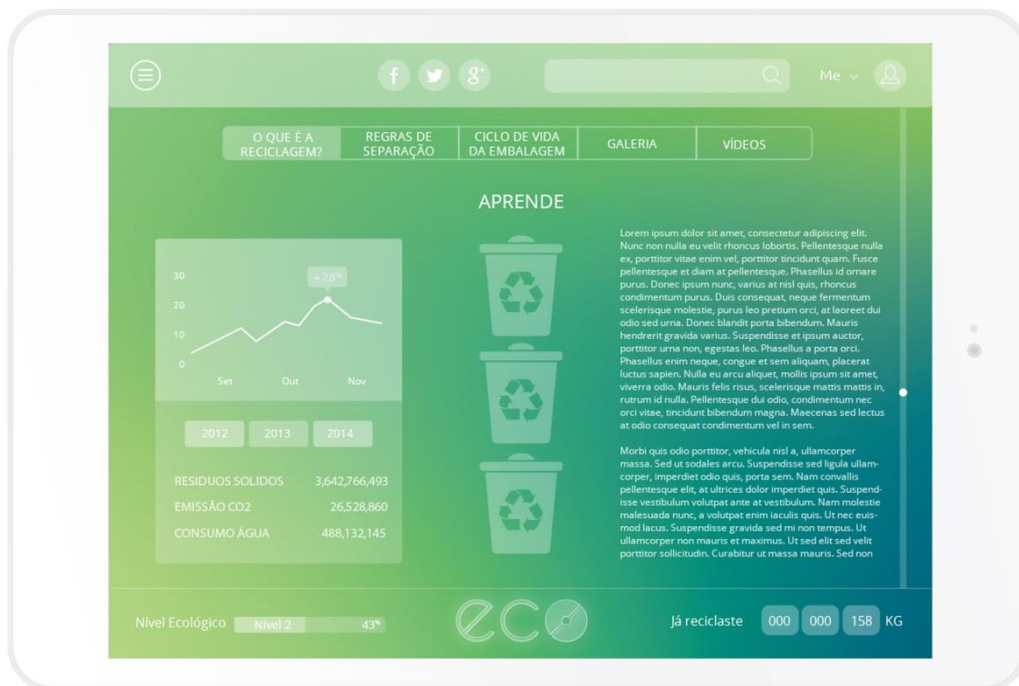 f
g+
Me
O QUE É A
RECICLAGEM?
REGRAS DE
SEPARAÇÃO
CICLO DE VIDA
DA EMBALAGEM
GALERIA
VÍDEOS
APRENDE
30
20
10
0
+28%
Set Out Nov
2012 2013 2014
RESIDUOS SOLIDOS 3,642,766,493
EMISSÃO CO2 26,528,860
CONSUMO ÁGUA 488,132,145
Lorem ipsum dolor sit amet, consectetur adipiscing elit.
Nunc non nulla eu velit rhoncus lobortis. Pellentesque nulla
ex, porttitor vitae enim vel, porttitor tincidunt quam. Fusce
pellentesque et diam at pellentesque. Phasellus id ornare
purus. Donec ipsum nunc, varius at nisl quis, rhoncus
condimentum purus. Duis consequat, neque fermentum
scelerisque molestie, purus leo pretium orci, at laoreet dui
odio sed urna. Donec blandit porta bibendum. Mauris
hendrerit gravida varius. Suspendisse et ipsum auctor,
porttitor urna non, egestas leo. Phasellus a porta orci.
Phasellus enim neque, congue et sem aliquam, placerat
luctus sapien. Nulla eu arcu aliquet, mollis ipsum sit amet,
viverra odio. Mauris felis risus, scelerisque mattis mattis in,
rutrum id nulla. Pellentesque dui odio, condimentum nec
orci vitae, tincidunt bibendum magna. Maecenas sed lectus
at odio consequat condimentum vel in sem.
Morbi quis odio porttitor, vehicula nisl a, ullamcorper
massa. Sed ut sodales arcu. Suspendisse sed ligula ullam-
corper, imperdiet odio quis, porta sem. Nam convallis
pellentesque elit, at ultrices dolor imperdiet quis. Suspend-
isse vestibulum volutpat ante at vestibulum. Nam molestie
malesuada nunc, a volutpat enim iaculis quis. Ut nec euis-
mod lacus. Suspendisse gravida sed mi non tempus. Ut
ullamcorper non mauris et maximus. Ut sed elit sed velit
porttitor sollicitudin. Curabitur ut massa mauris. Sed non
Nível Ecológico Nível 2 43%
eco
Já reciclaste 000 000 158 KG